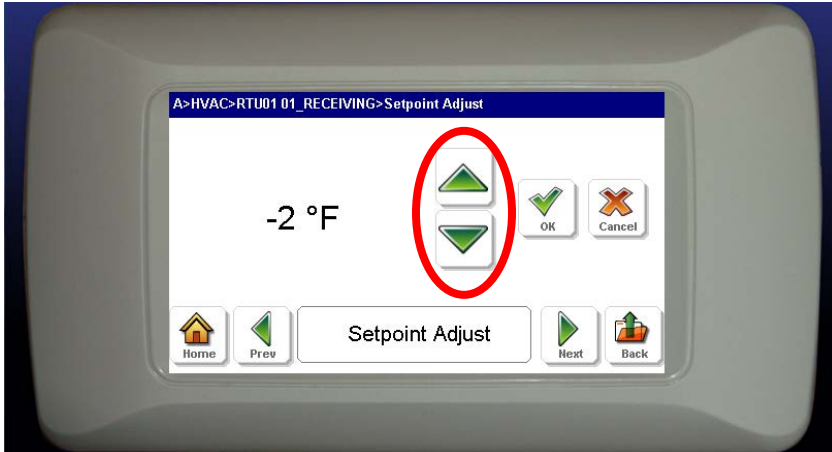 A>HVAC>RTU01 01_RECEIVING>Setpoint Adjust
-2 °F
OK
Cancel
Home
Prev
Setpoint Adjust
Next
Back